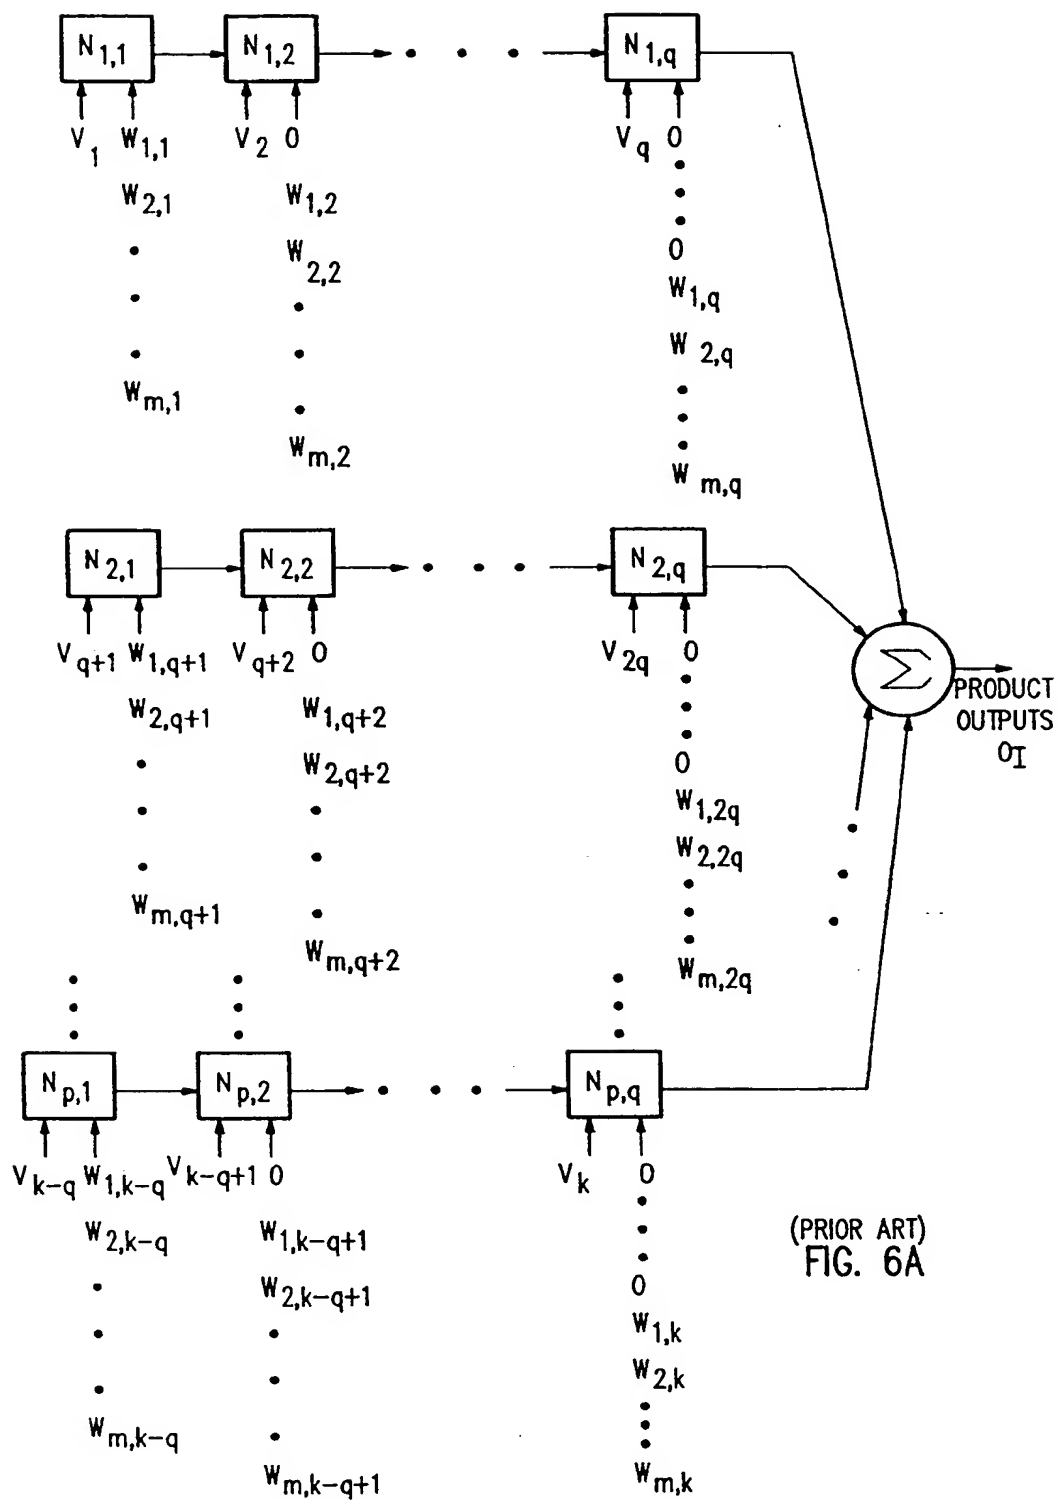 N1,1 N1,2 N1,q
V1 W1,1 V2 0 Vq 0
W2,1 W1,2
W2,2 0
W1,q
W2,q
Wm,1
Wm,2
Wm,q
N2,1 N2,2 N2,q
Vq+1 W1,q+1 Vq+2 0 V2q 0
Σ
PRODUCT
OUTPUTS
OI
W2,q+1 W1,q+2
W2,q+2 0
W1,2q
W2,2q
Wm,q+1
Wm,q+2 Wm,2q
Np,1 Np,2 Np,q
Vk-q W1,k-q Vk-q+1 0 Vk 0
W2,k-q W1,k-q+1
W2,k-q+1 0
W1,k
W2,k
Wm,k-q
Wm,k-q+1 Wm,k
(PRIOR ART)
FIG. 6A